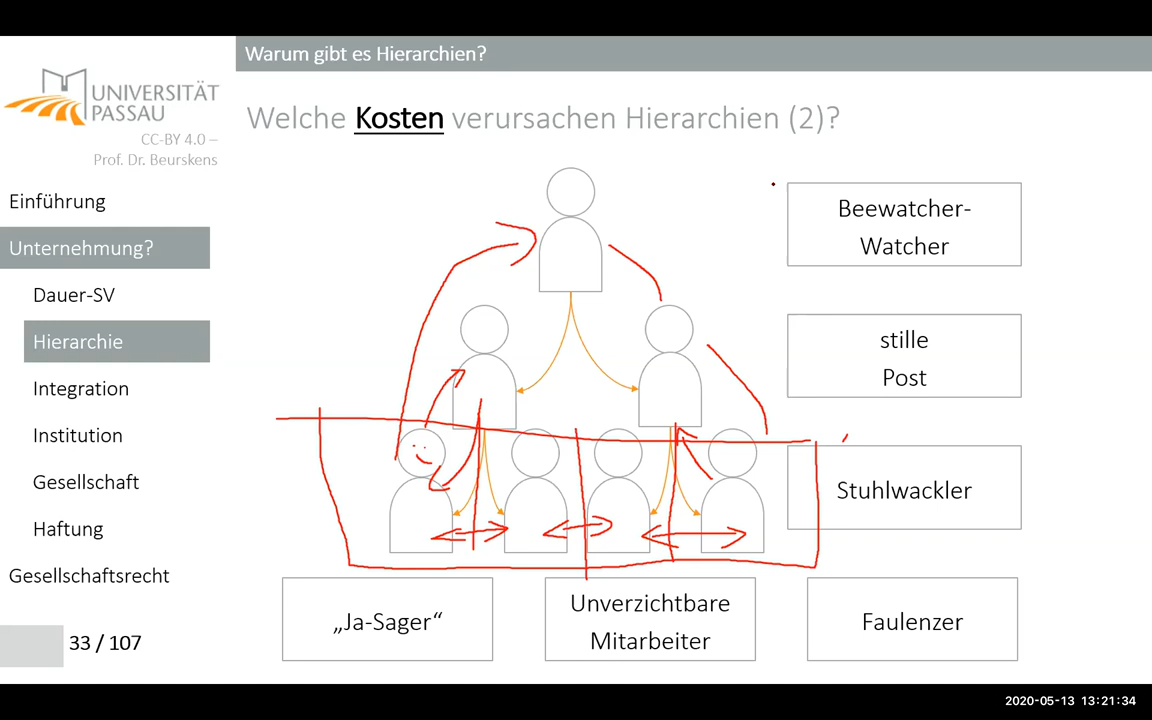 Warum gibt es Hierarchien?
UNIVERSITÄT
PASSAU
CC-BY 4.0 –
Prof. Dr. Beurskens
Einführung
Unternehmung?
Dauer-SV
Hierarchie
Integration
Institution
Gesellschaft
Haftung
Gesellschaftsrecht
33 / 107
Welche Kosten verursachen Hierarchien (2)?
Beewatcher-
Watcher
stille
Post
Stuhlwackler
„Ja-Sager“
Unverzichtbare
Mitarbeiter
Faulenzer
2020-05-13 13:21:34